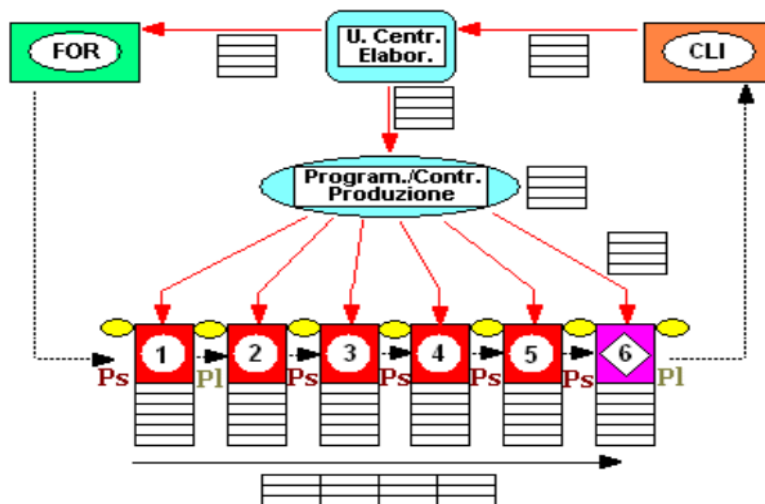 FOR
U. Centr.
Elabor.
CLI
Program./Contr.
Produzione
1
2
3
4
5
6
Ps
Pl
Ps
Ps
Ps
Ps
Pl